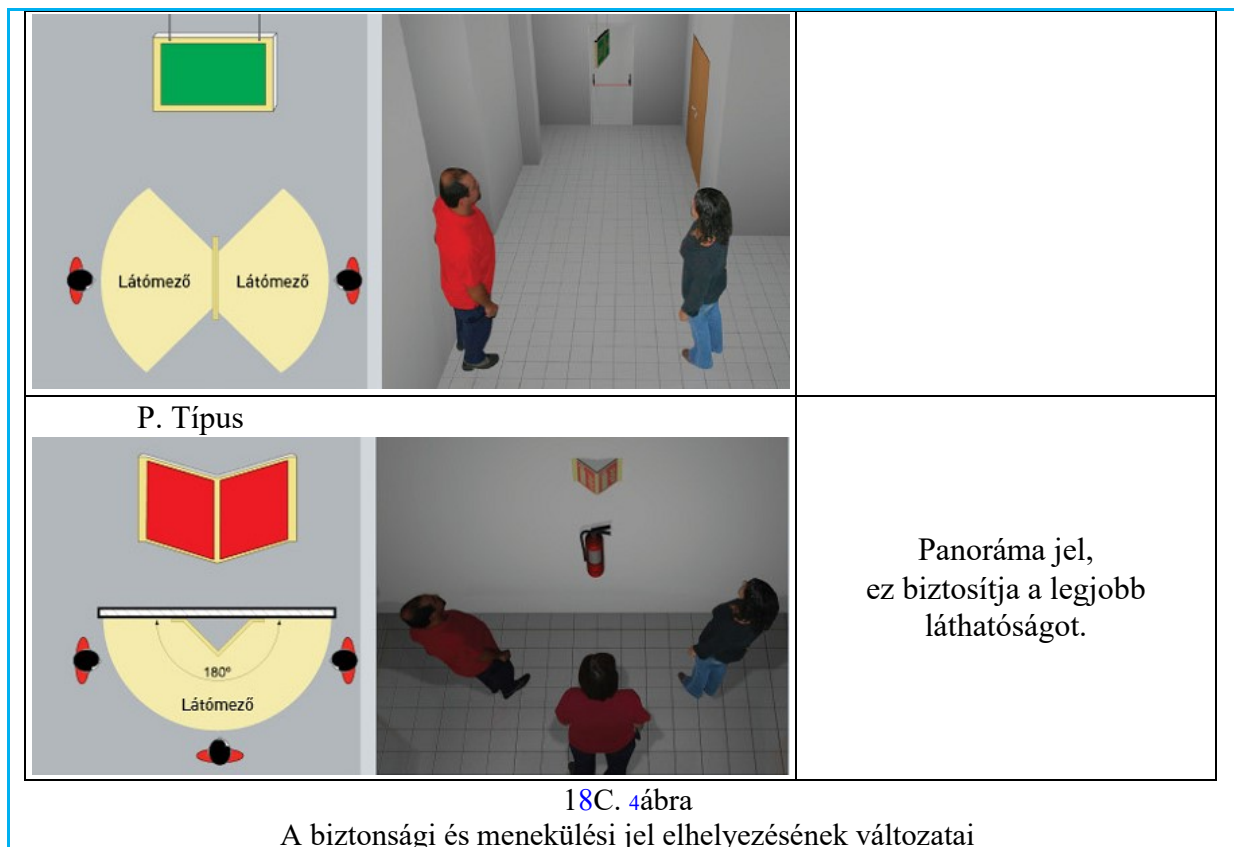 Látómező Látómező
P. Típus
180°
Látómező
Panoráma jel,
ez biztosítja a legjobb
láthatóságot.
18C. 4ábra
A biztonsági és menekülési jel elhelyezésének változatai